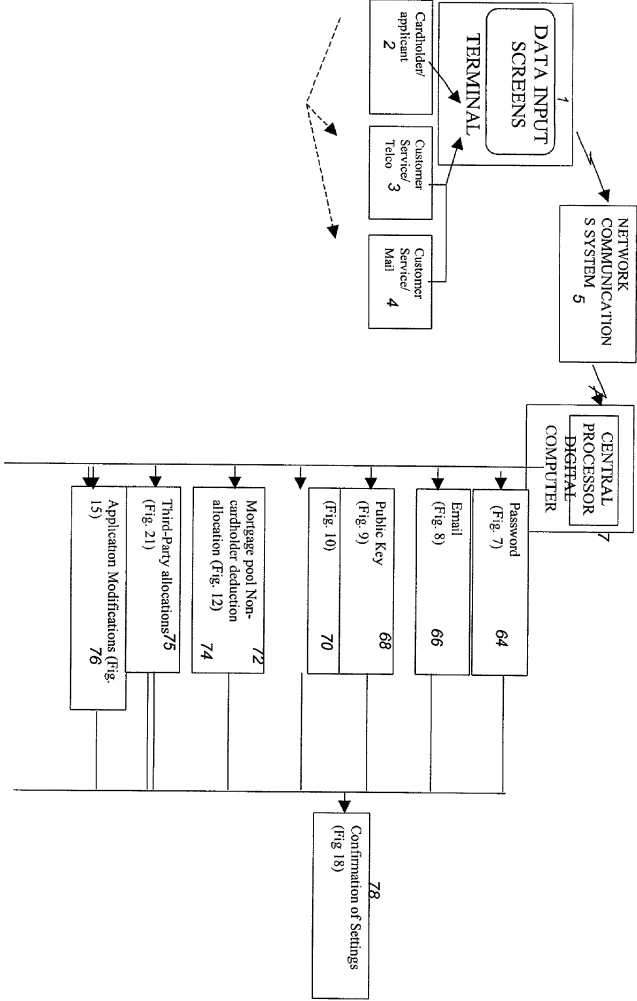 1
DATA INPUT
SCREENS
TERMINAL
Cardholder/
applicant
2
Customer
Service/
Telco
3
Customer
Service/
Mail
4
NETWORK
COMMUNICATION
S SYSTEM
5
CENTRAL
PROCESSOR
DIGITAL
COMPUTER
7
Password
(Fig. 7)
64
Email
(Fig. 8)
66
Public Key
(Fig. 9)
68
(Fig. 10)
70
Mortgage pool Non-
cardholder deduction
allocation (Fig. 12)
72
74
Third-Party allocations 75
(Fig. 21)
Application Modifications (Fig.
15)
76
Confirmation of Settings
(Fig 18)
78